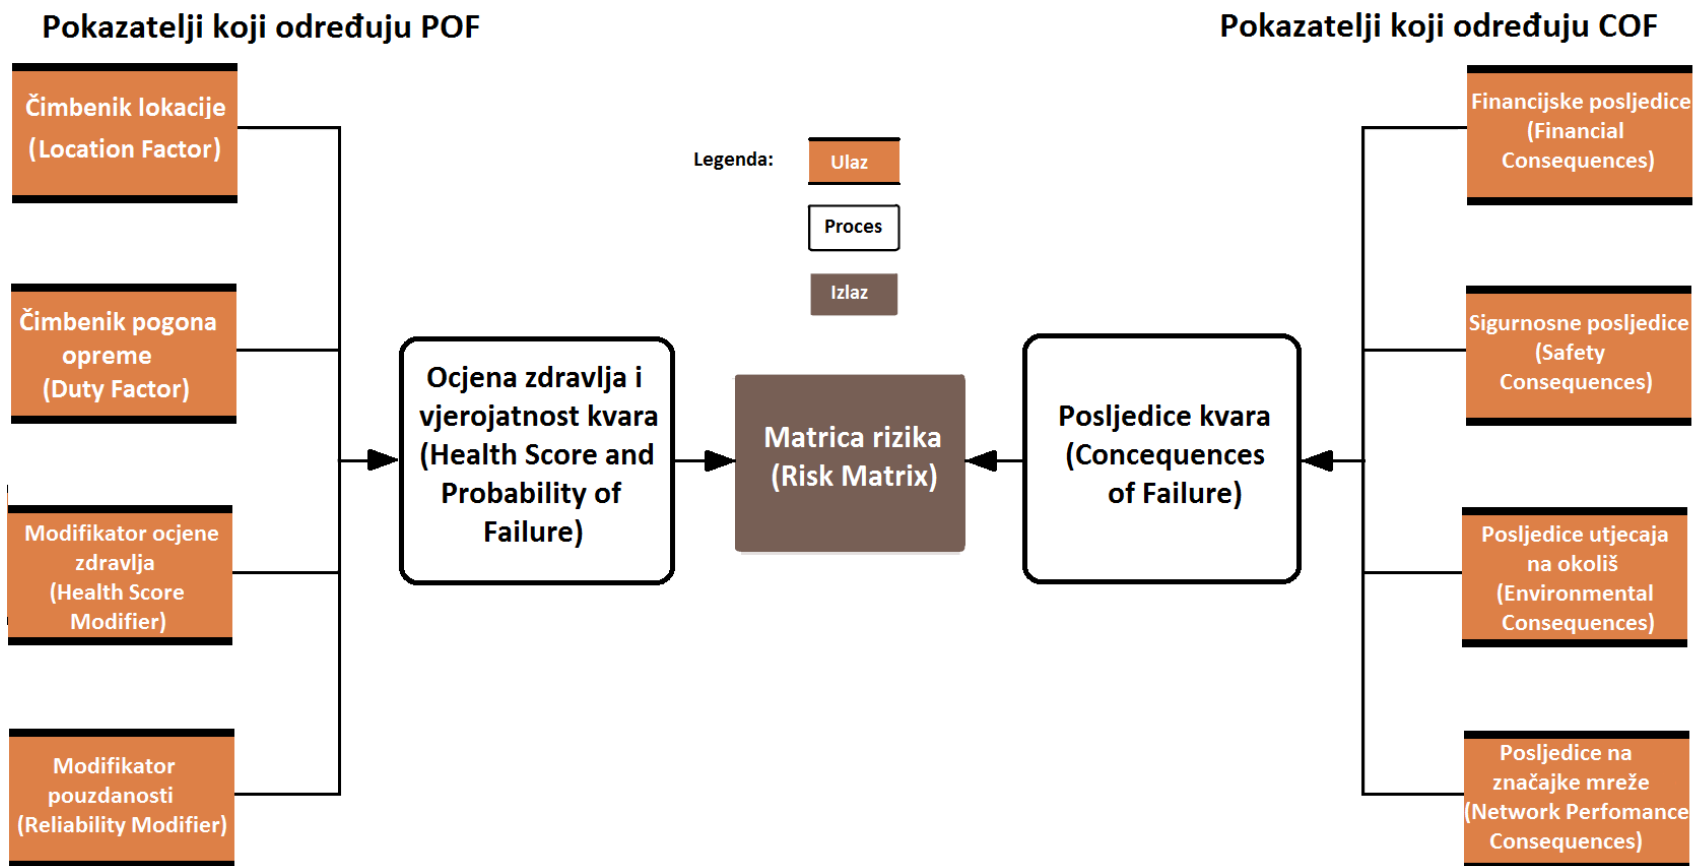 Pokazatelji koji određuju POF
Čimbenik lokacije
(Location Factor)
Čimbenik pogona
opreme
(Duty Factor)
Modifikator ocjene
zdravlja
(Health Score
Modifier)
Modifikator
pouzdanosti
(Reliability Modifier)
Ocjena zdravlja i
vjerojatnost kvara
(Health Score and
Probability of
Failure)
Legenda:
Ulaz
Proces
Izlaz
Matrica rizika
(Risk Matrix)
Posljedice kvara
(Concequences
of Failure)
Pokazatelji koji određuju COF
Financijske posljedice
(Financial
Consequences)
Sigurnosne posljedice
(Safety
Consequences)
Posljedice utjecaja
na okoliš
(Environmental
Consequences)
Posljedice na
značajke mreže
(Network Perfomance
Consequences)